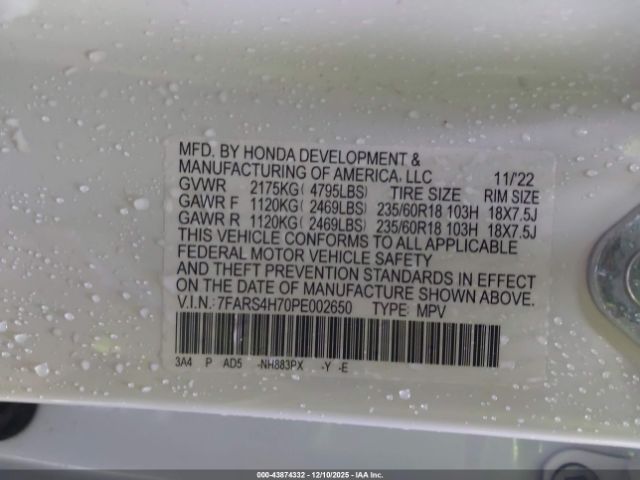 MFD. BY HONDA DEVELOPMENT &
MANUFACTURING OF AMERICA, LLC 11/'22
GVWR 2175KG( 4795LBS) TIRE SIZE RIM SIZE
GAWR F 1120KG( 2469LBS) 235/60R18 103H 18X7.5J
GAWR R 1120KG( 2469LBS) 235/60R18 103H 18X7.5J
THIS VEHICLE CONFORMS TO ALL APPLICABLE
FEDERAL MOTOR VEHICLE SAFETY
AND THEFT PREVENTION STANDARDS IN EFFECT
ON THE DATE OF MANUFACTURE SHOWN ABOVE.
V.I.N.:7FARS4H70PE002650 TYPE: MPV
3A4 P AD5 -NH883PX -Y -E
000-43874332 - 12/10/2025 - IAA Holdings, LLC - Copyright